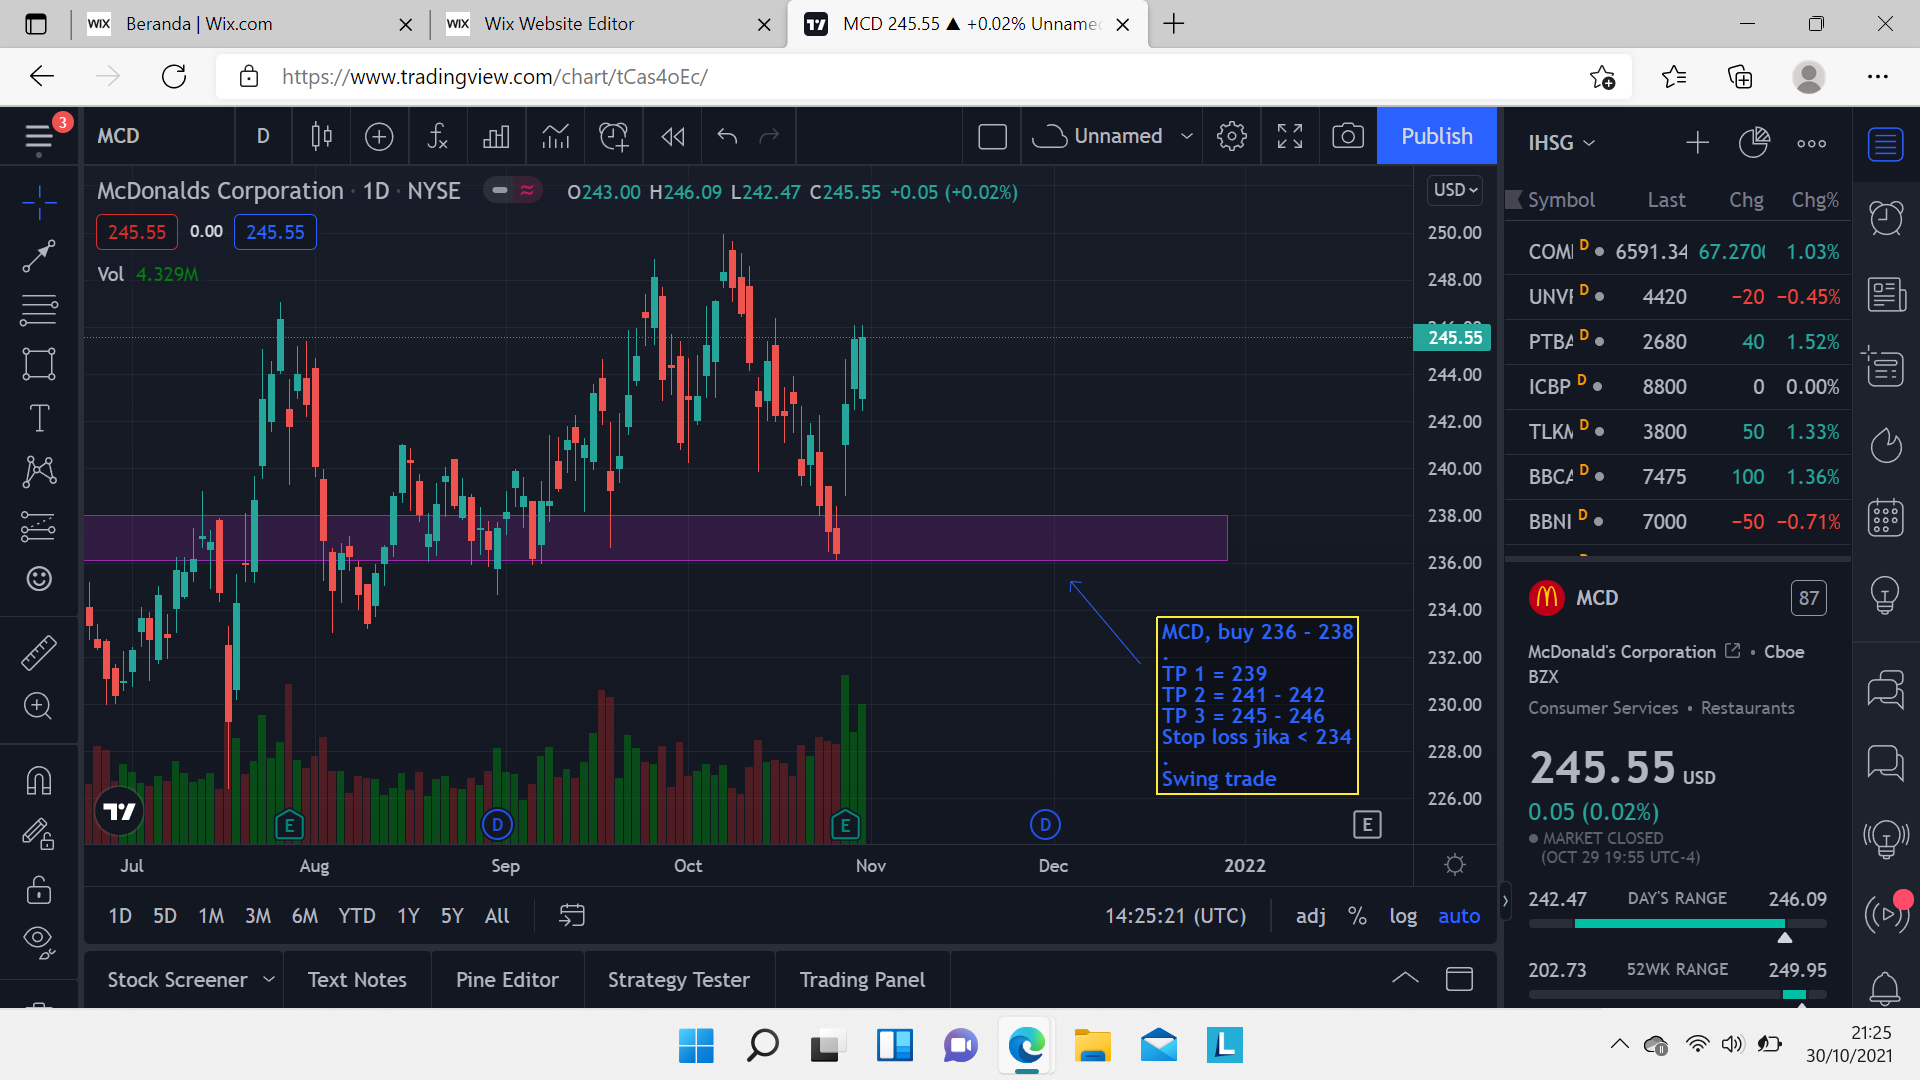 Beranda | Wix.com
Wix Website Editor
MCD 245.55 ▲ +0.02% Unname
https://www.tradingview.com/chart/tCas4oEc/
3
MCD
D
Unnamed
Publish
McDonalds Corporation · 1D · NYSE
O243.00 H246.09 L242.47 C245.55 +0.05 (+0.02%)
245.55 0.00 245.55
Vol 4.329M
USD
250.00
248.00
245.55
244.00
242.00
240.00
238.00
236.00
234.00
232.00
230.00
228.00
226.00
MCD, buy 236 - 238
.
TP 1 = 239
TP 2 = 241 - 242
TP 3 = 245 - 246
Stop loss jika < 234
.
Swing trade
E D E D E
Jul Aug Sep Oct Nov Dec 2022
1D 5D 1M 3M 6M YTD 1Y 5Y All
14:25:21 (UTC) adj % log auto
Stock Screener Text Notes Pine Editor Strategy Tester Trading Panel
IHSG
Symbol Last Chg Chg%
COM D 6591.34 67.270 1.03%
UNV D 4420 −20 −0.45%
PTBA D 2680 40 1.52%
ICBP D 8800 0 0.00%
TLKM D 3800 50 1.33%
BBCA D 7475 100 1.36%
BBNI D 7000 −50 −0.71%
MCD 87
McDonald's Corporation • Cboe
BZX
Consumer Services • Restaurants
245.55 USD
0.05 (0.02%)
MARKET CLOSED
(OCT 29 19:55 UTC-4)
242.47 DAY'S RANGE 246.09
202.73 52WK RANGE 249.95
21:25
30/10/2021